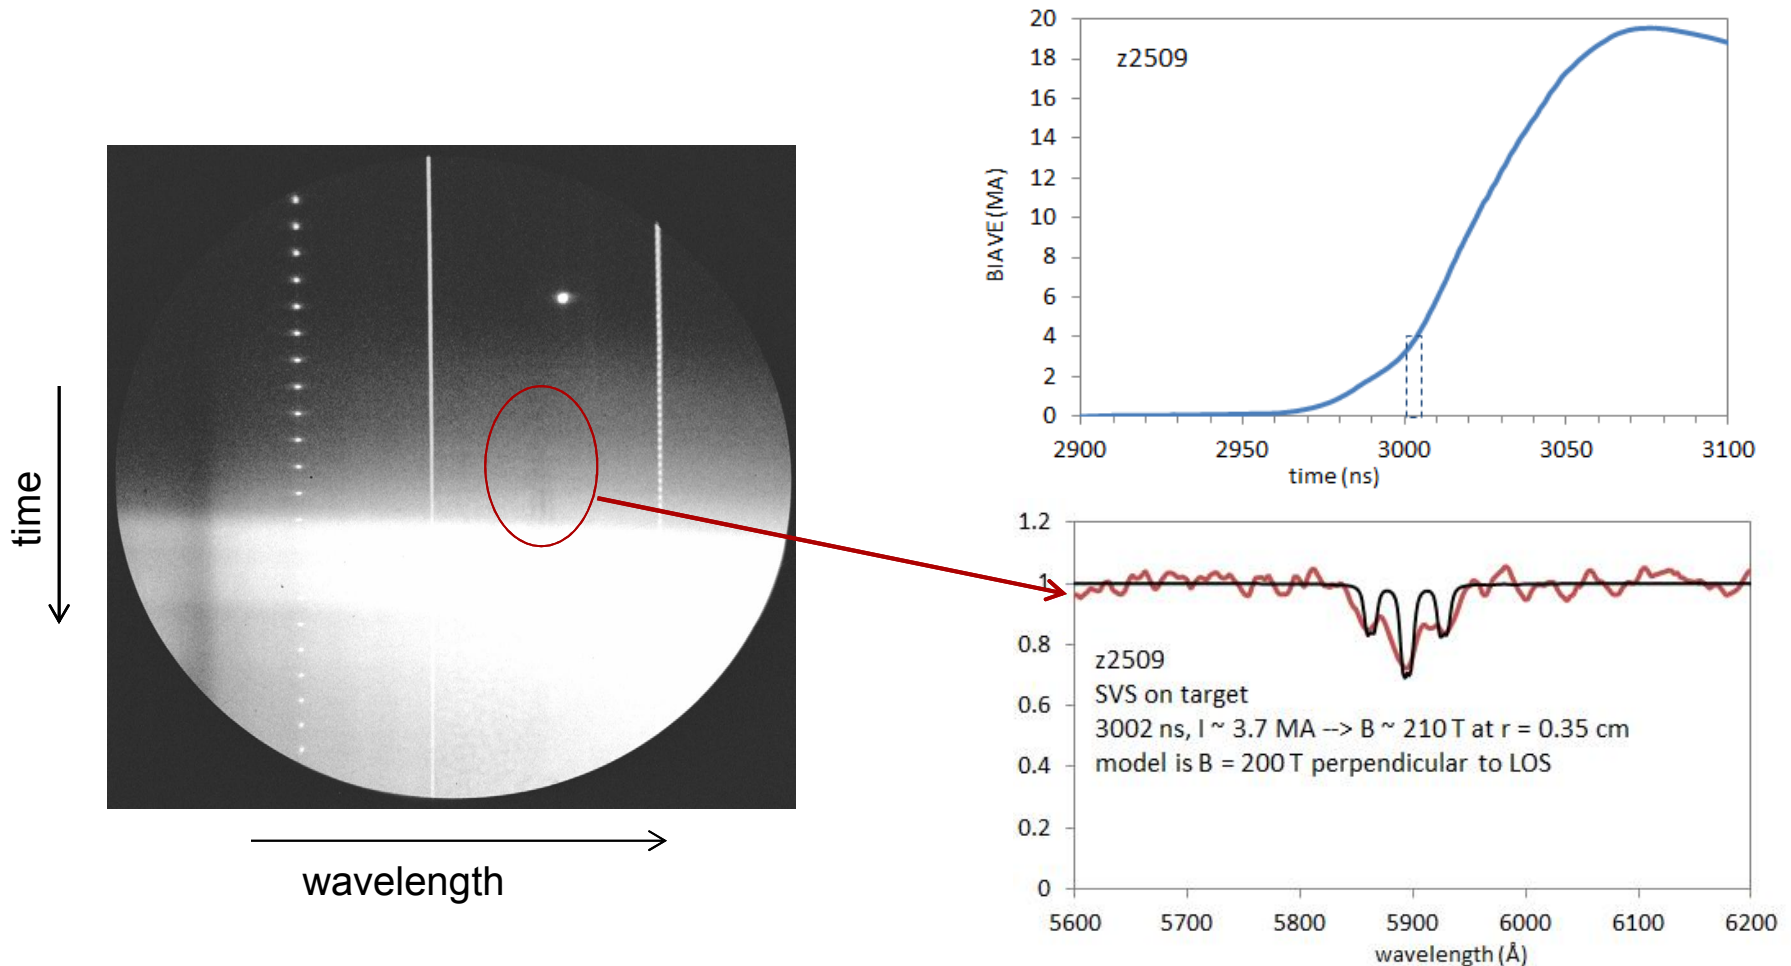 time
wavelength
z2509
BIAVE (MA)
20
18
16
14
12
10
8
6
4
2
0
2900 2950 3000 3050 3100
time (ns)
1.2
1
0.8
0.6
0.4
0.2
0
z2509
SVS on target
3002 ns, I ~ 3.7 MA --> B ~ 210 T at r = 0.35 cm
model is B = 200 T perpendicular to LOS
5600 5700 5800 5900 6000 6100 6200
wavelength (Å)